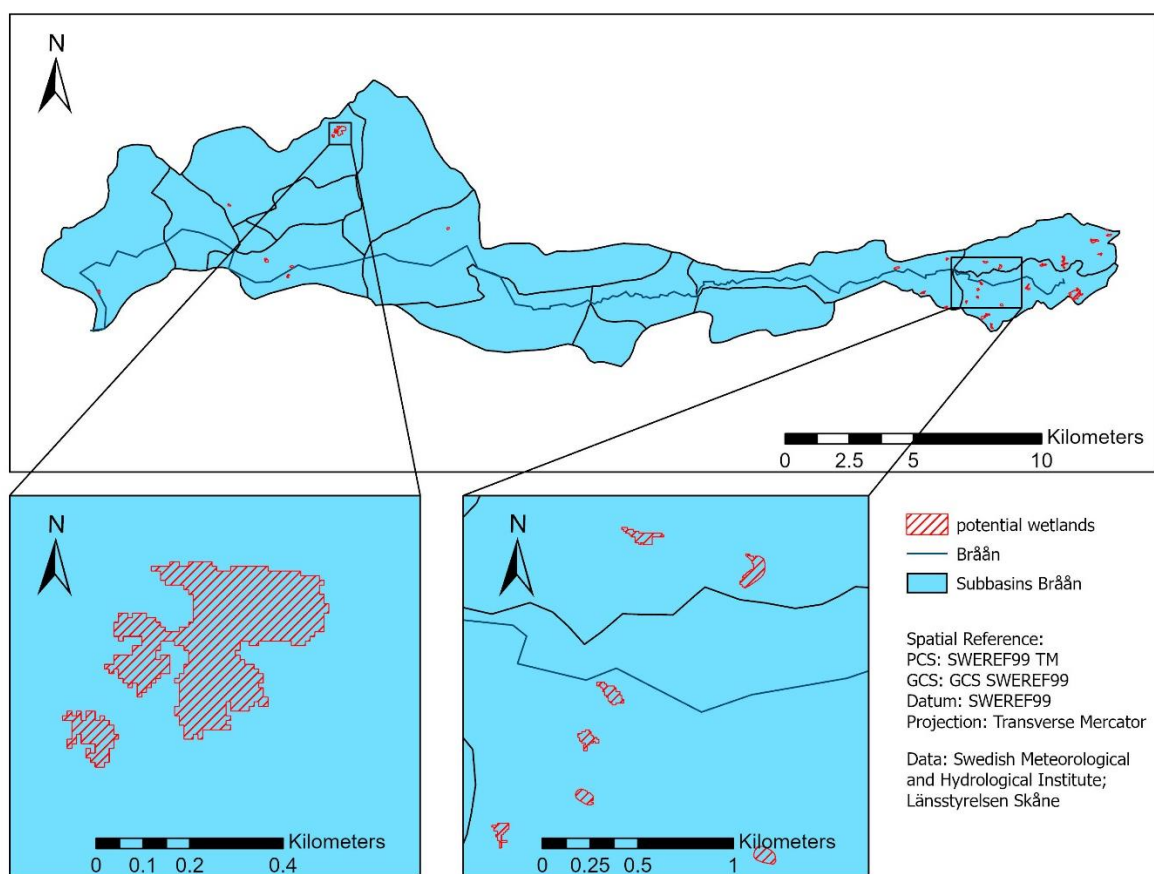 N
Kilometers
0 2.5 5 10
N
Kilometers
0 0.1 0.2 0.4
N
Kilometers
0 0.25 0.5 1
potential wetlands
Bråån
Subbasins Bråån
Spatial Reference:
PCS: SWEREF99 TM
GCS: GCS SWEREF99
Datum: SWEREF99
Projection: Transverse Mercator
Data: Swedish Meteorological
and Hydrological Institute;
Länsstyrelsen Skåne